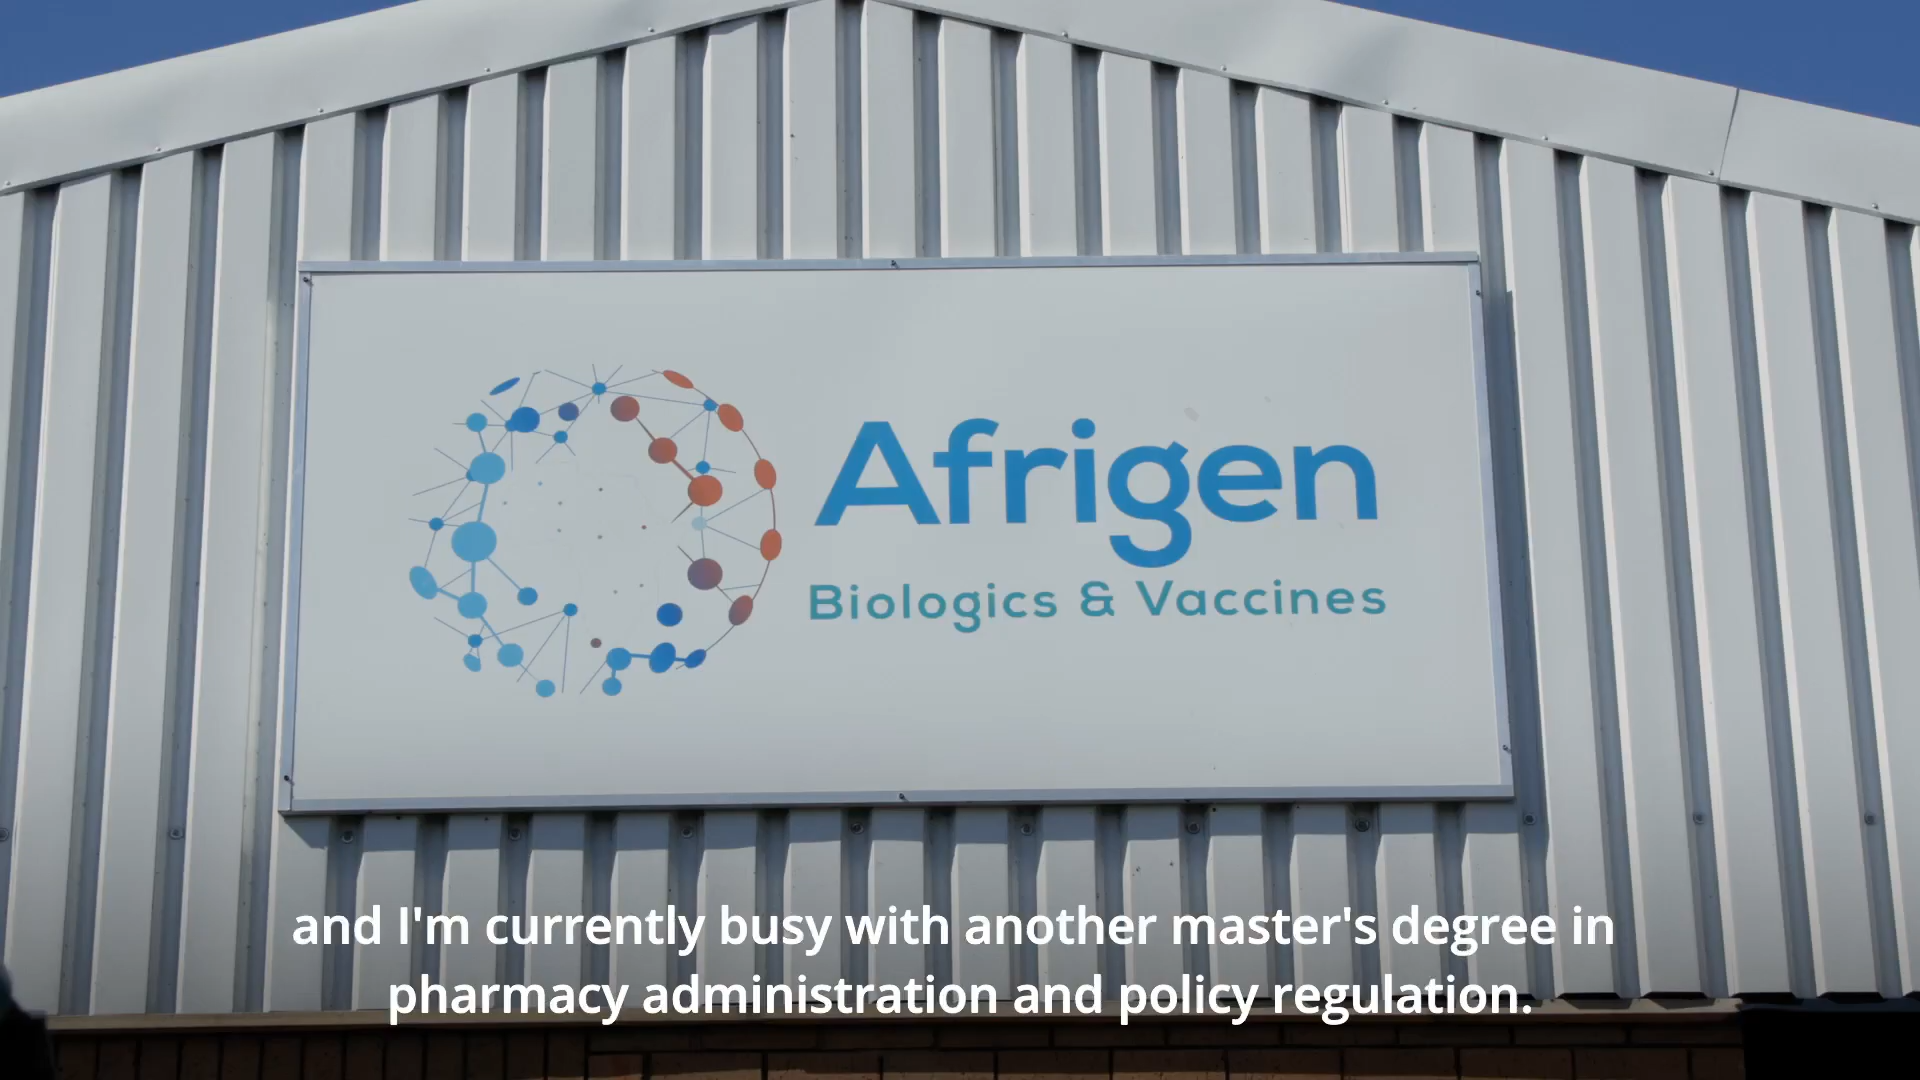 Afrigen
Biologics & Vaccines
and I'm currently busy with another master's degree in
pharmacy administration and policy regulation.